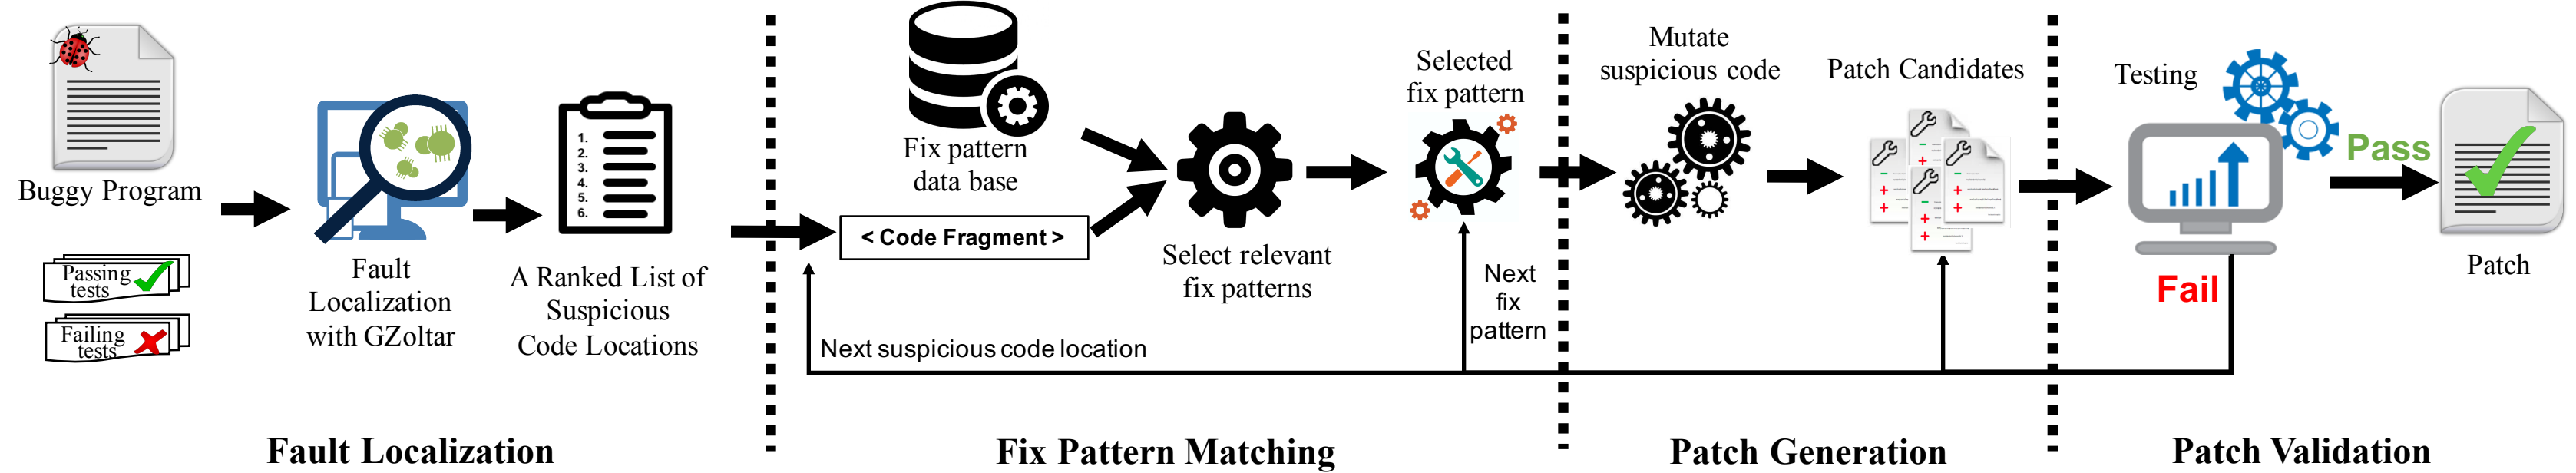 Buggy Program
Passing
tests
Failing
tests
Fault
Localization
with GZoltar
1.
2.
3.
4.
5.
6.
A Ranked List of
Suspicious
Code Locations
Fault Localization
Fix pattern
data base
< Code Fragment >
Select relevant
fix patterns
Selected
fix pattern
Next
fix
pattern
Next suspicious code location
Fix Pattern Matching
Mutate
suspicious code
Patch Candidates
Patch Generation
Testing
Pass
Fail
Patch
Patch Validation